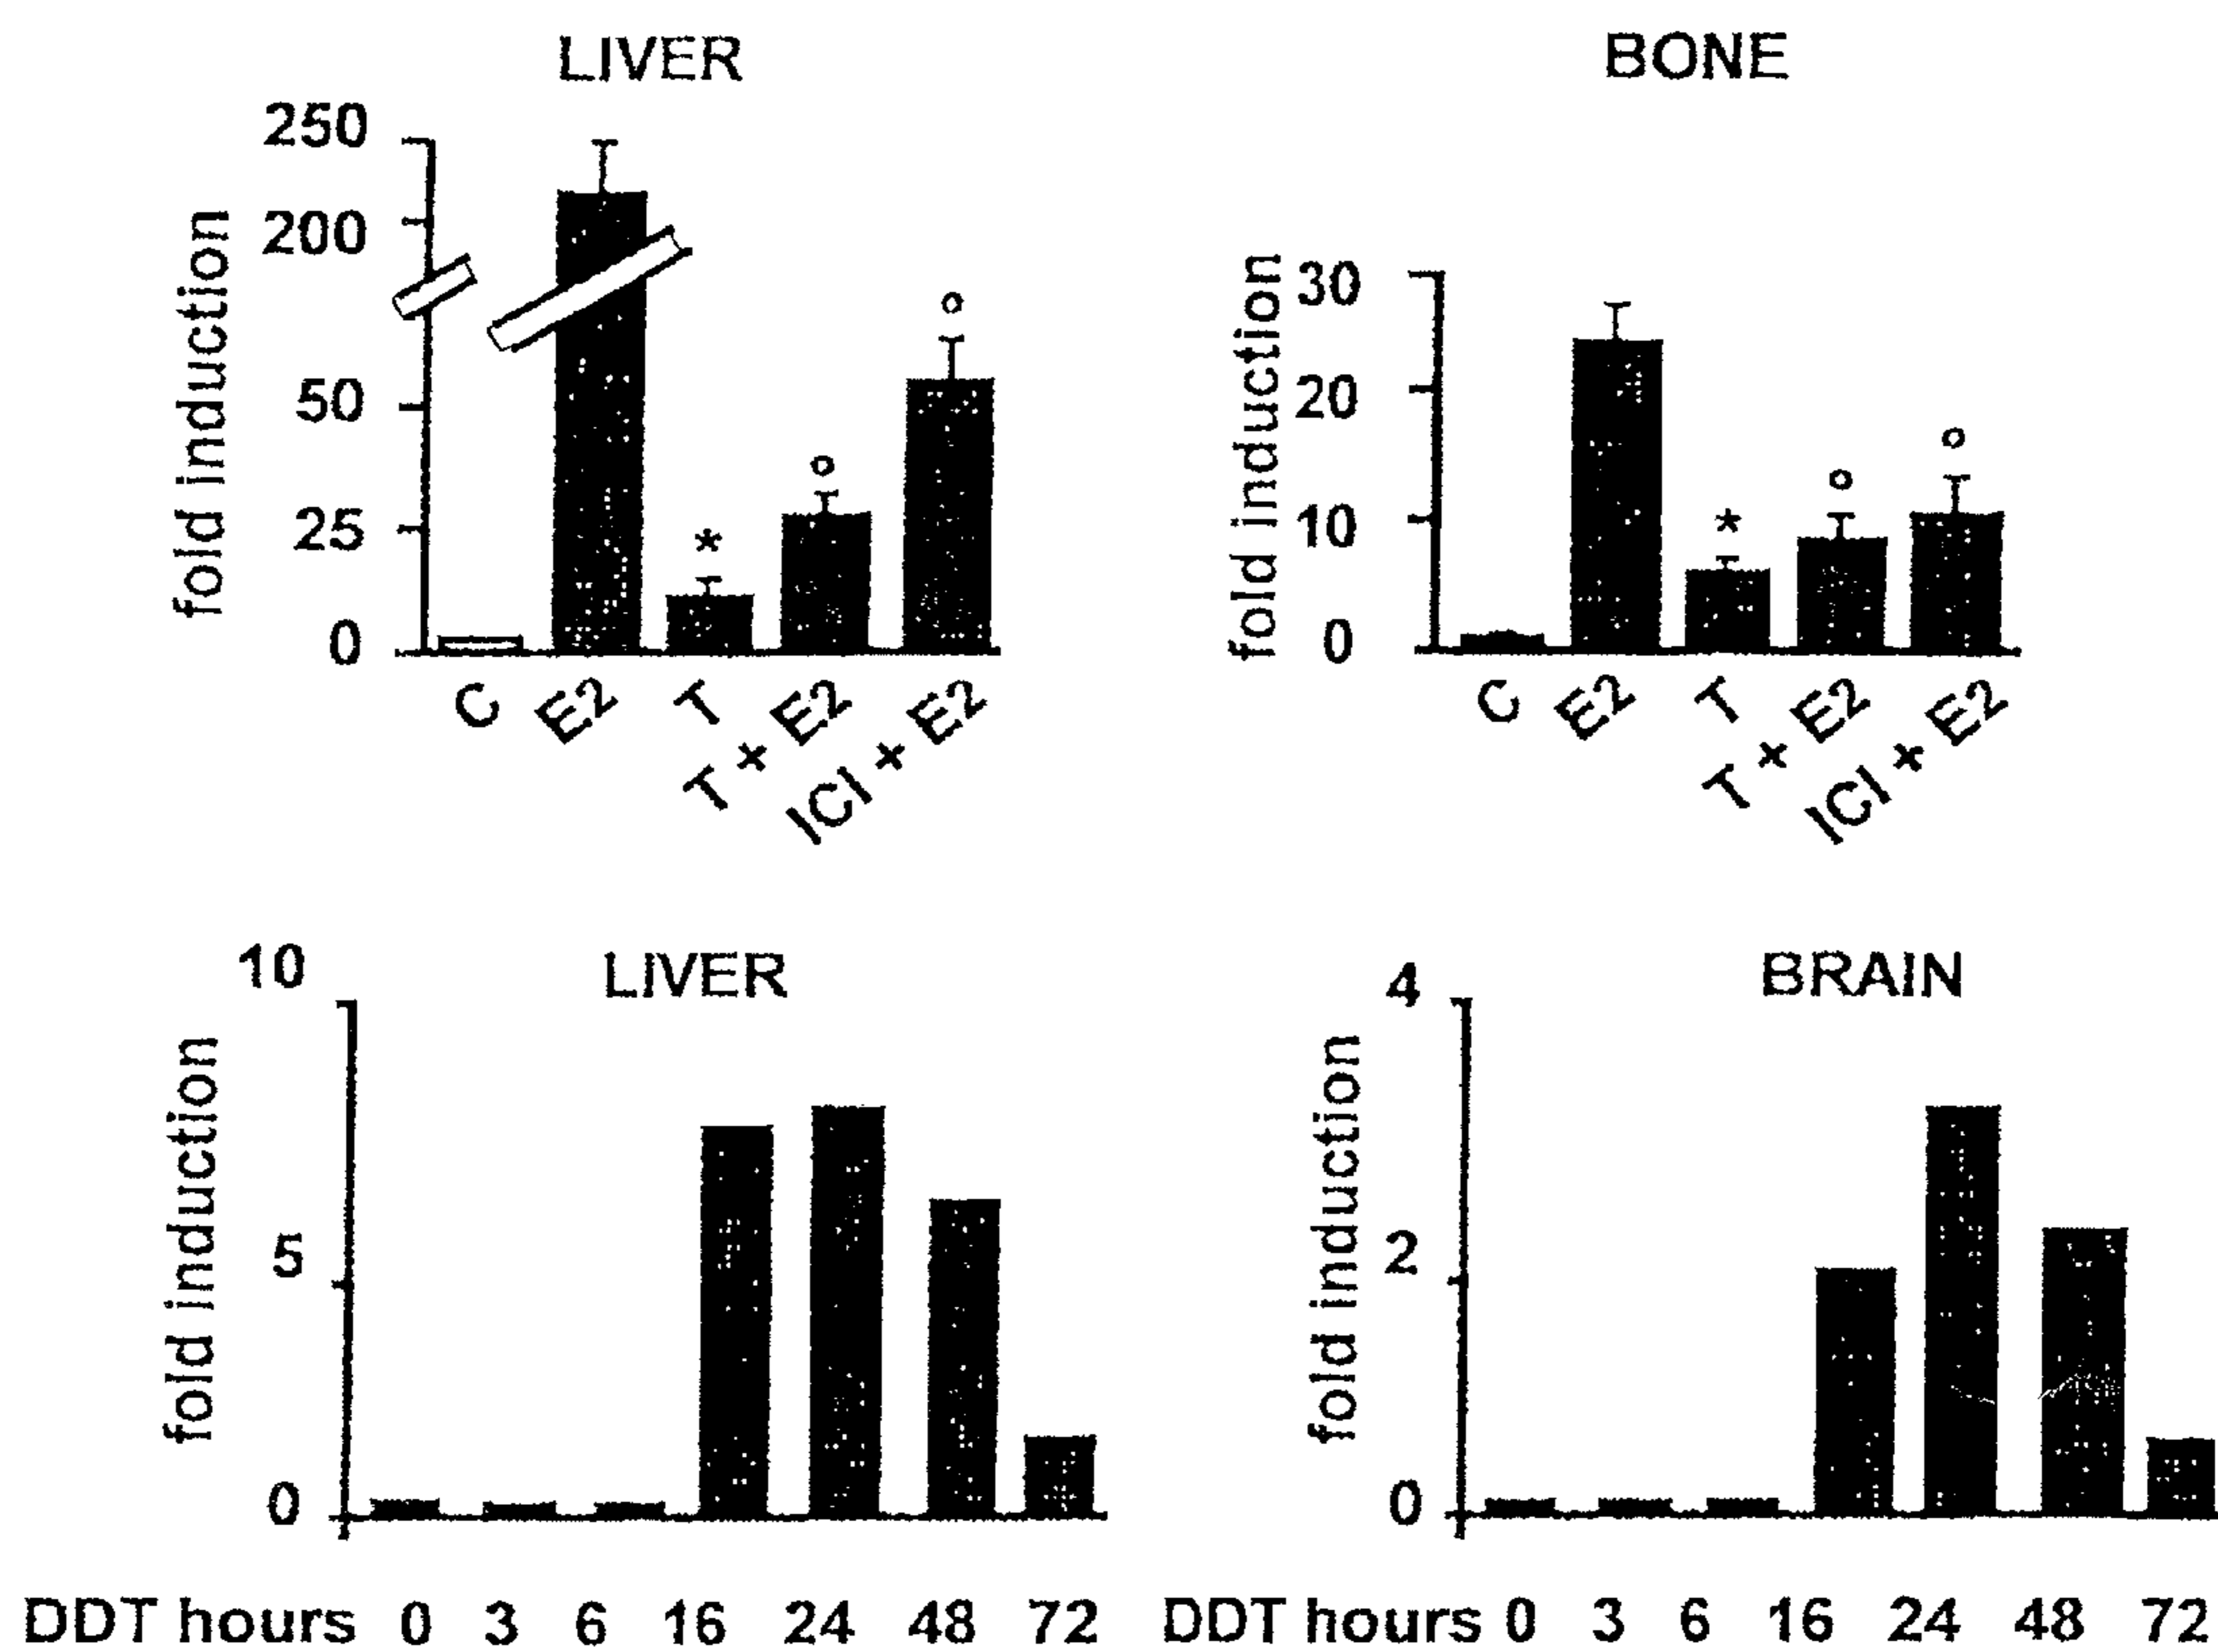 LIVER
250
200
50
25
0
fold induction
*
o
o
C E2 T T + E2 ICI + E2
BONE
30
20
10
0
fold induction
*
o
o
C E2 T T + E2 ICI + E2
LIVER
10
5
0
fold induction
DDT hours 0 3 6 16 24 48 72
BRAIN
4
2
0
fold induction
DDT hours 0 3 6 16 24 48 72